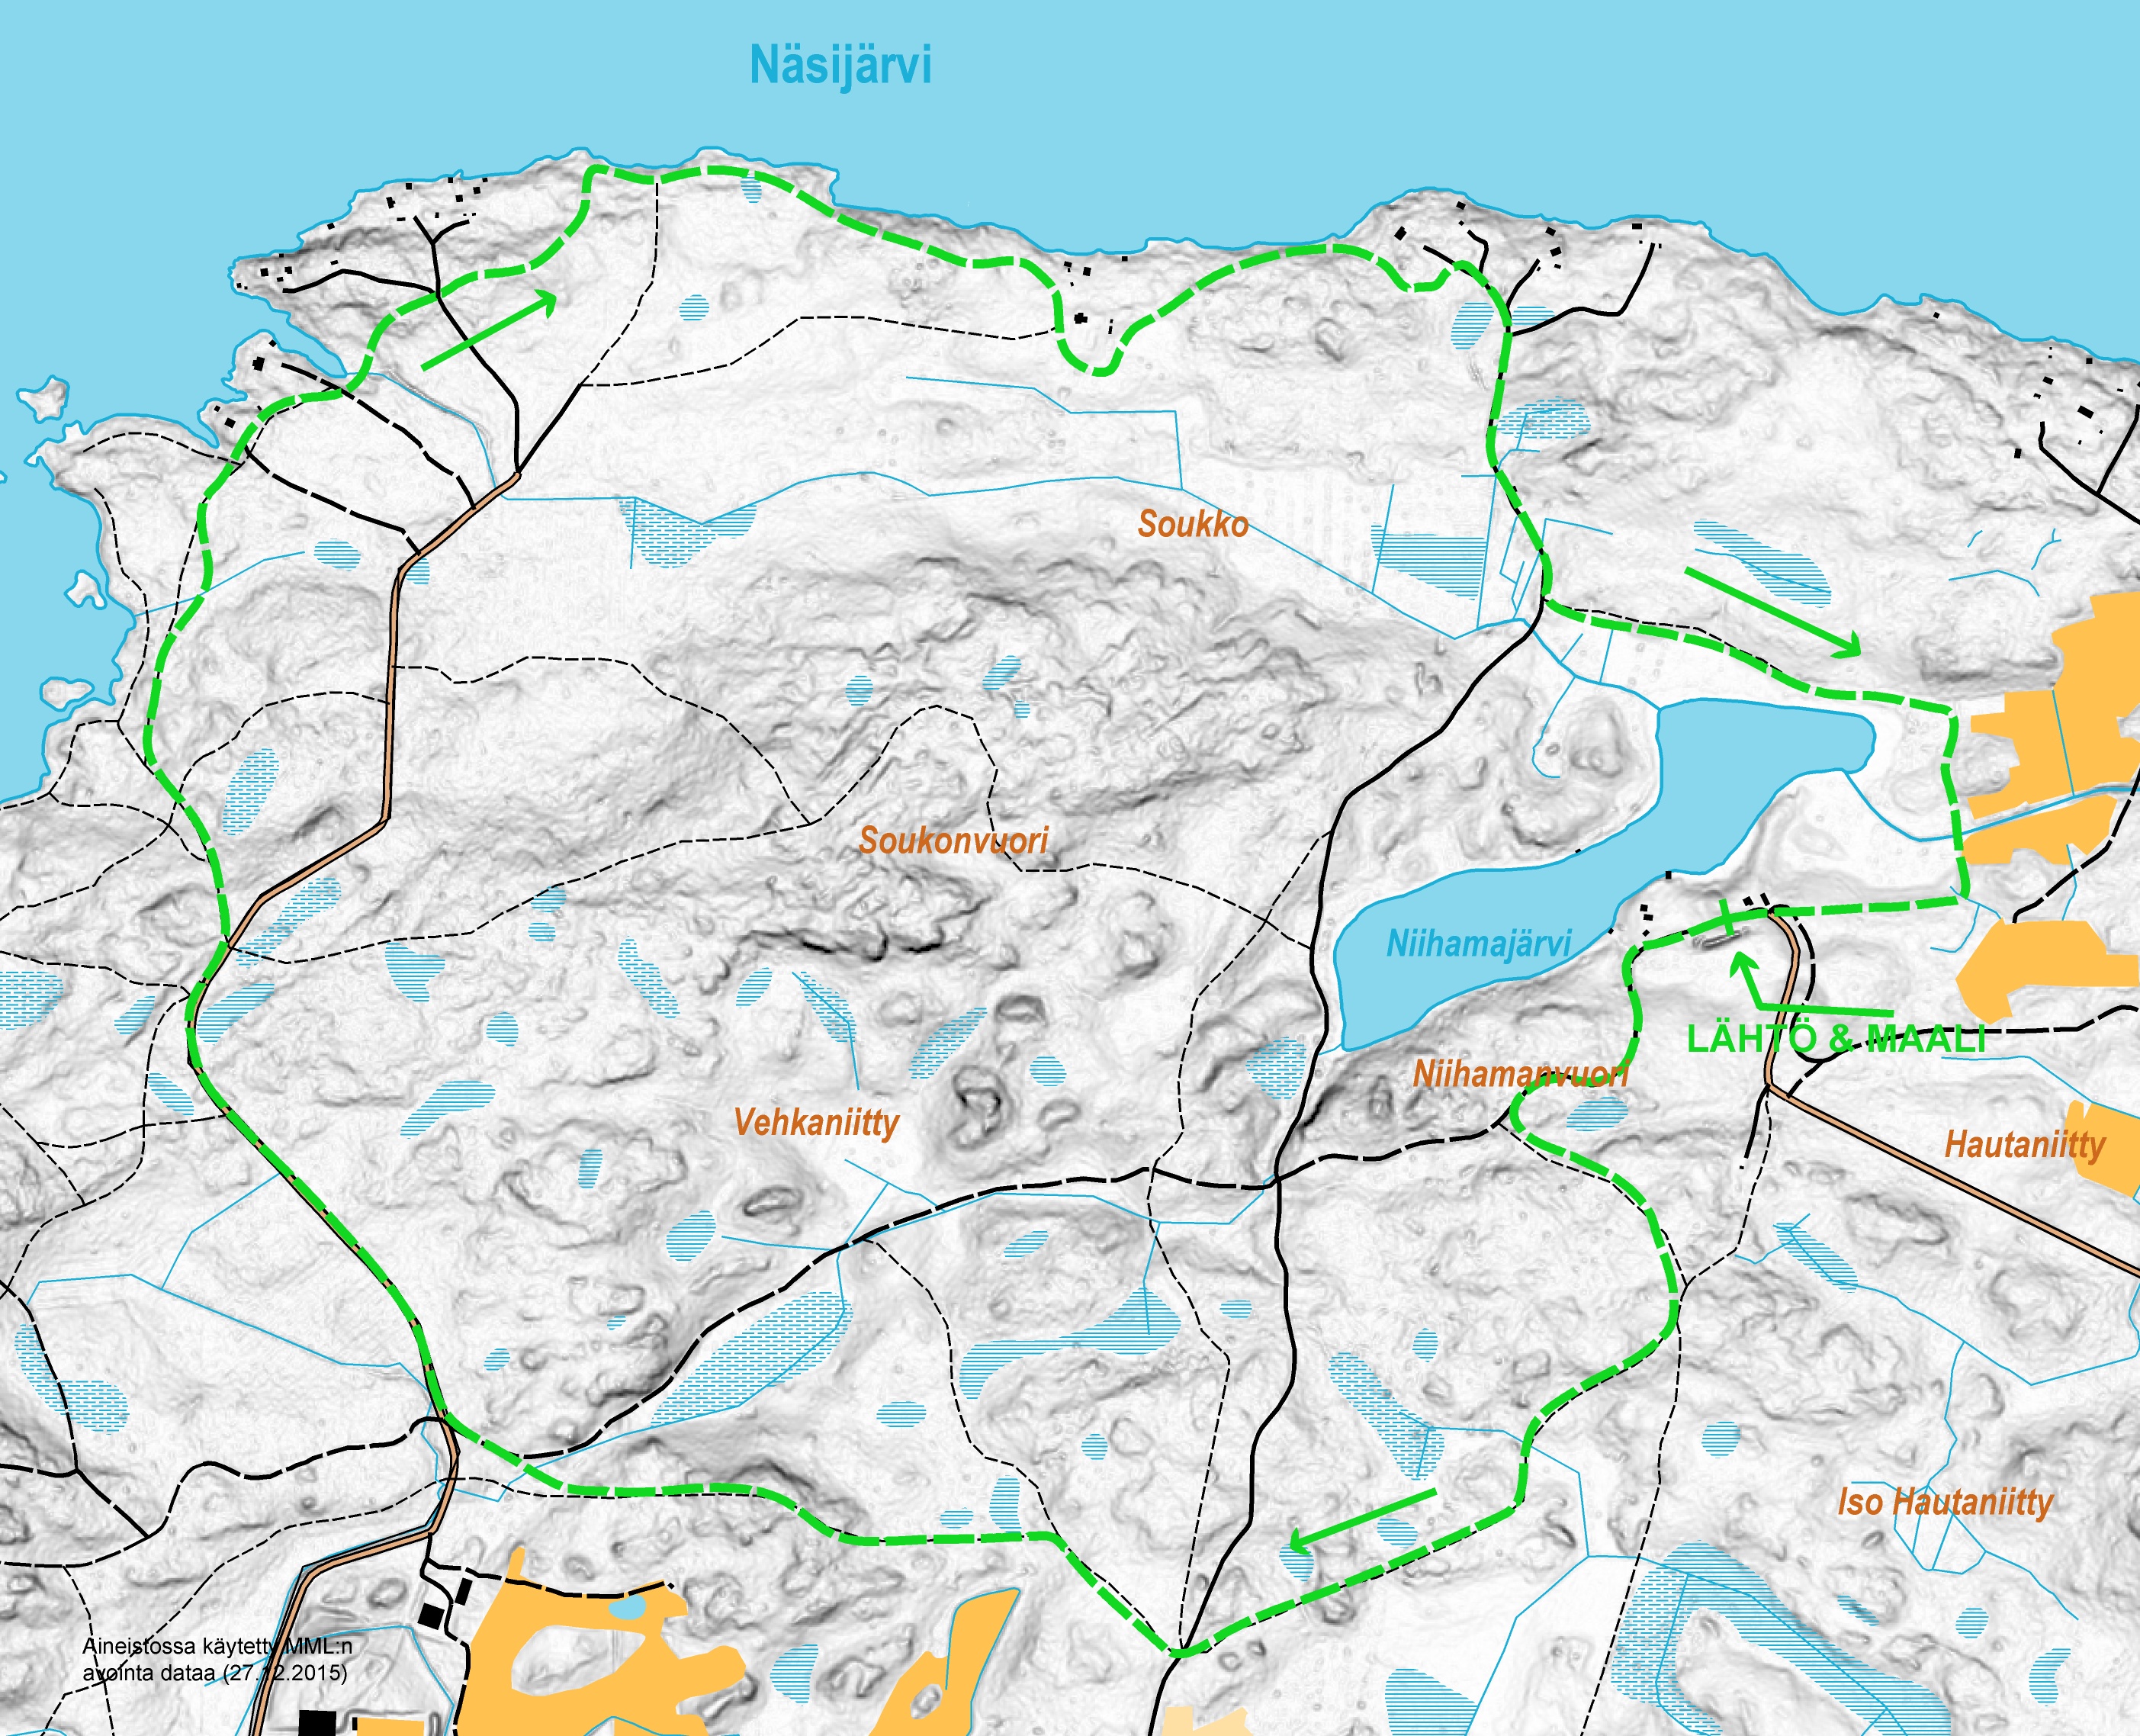 Näsijärvi
Soukko
Soukonvuori
Niihamajärvi
LÄHTÖ & MAALI
Niihamanvuori
Vehkaniitty
Hautaniitty
Iso Hautaniitty
Aineistossa käytetty MML:n
avointa dataa (27.12.2015)